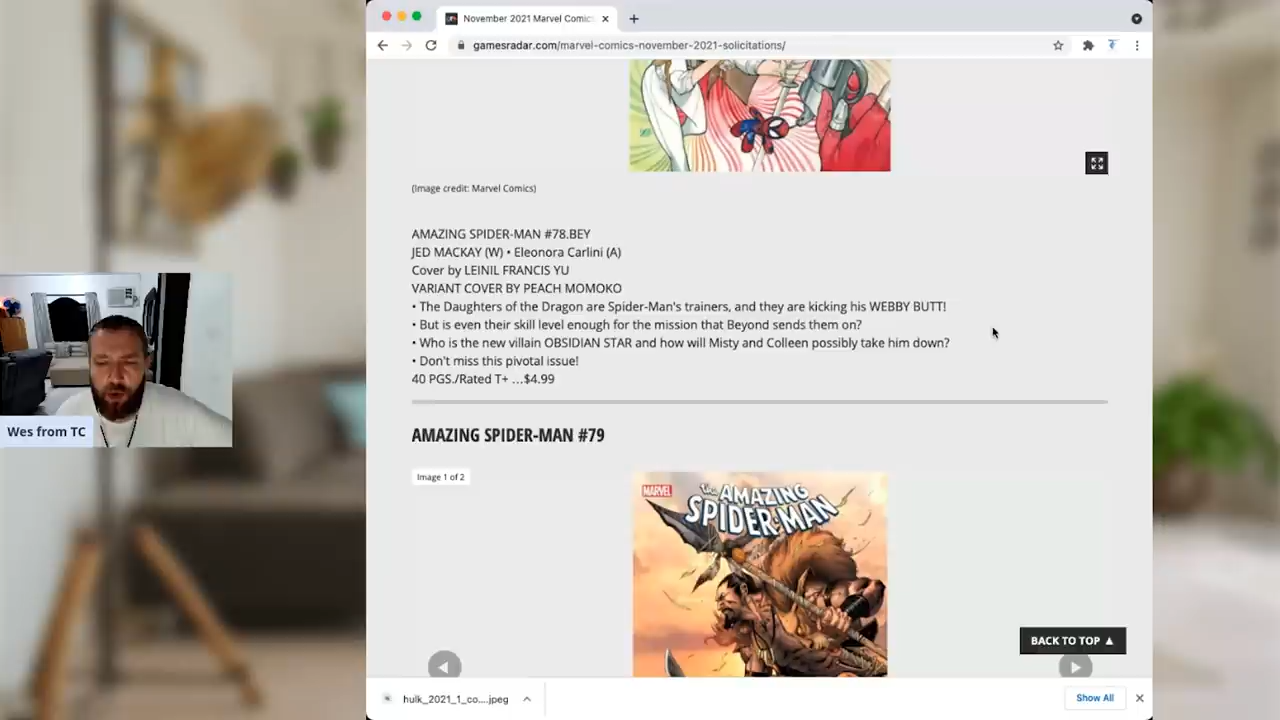 November 2021 Marvel Comic
gamesradar.com/marvel-comics-november-2021-solicitations/
(Image credit: Marvel Comics)
AMAZING SPIDER-MAN #78.BEY
JED MACKAY (W) • Eleonora Carlini (A)
Cover by LEINIL FRANCIS YU
VARIANT COVER BY PEACH MOMOKO
• The Daughters of the Dragon are Spider-Man's trainers, and they are kicking his WEBBY BUTT!
• But is even their skill level enough for the mission that Beyond sends them on?
• Who is the new villain OBSIDIAN STAR and how will Misty and Colleen possibly take him down?
• Don't miss this pivotal issue!
40 PGS./Rated T+ …$4.99
AMAZING SPIDER-MAN #79
Image 1 of 2
MARVEL
the AMAZING
SPIDER-MAN
BACK TO TOP ▲
Wes from TC
hulk_2021_1_co....jpeg
Show All